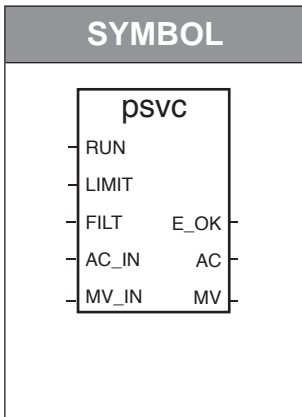 SYMBOL
psvc
RUN
LIMIT
FILT E_OK
AC_IN AC
MV_IN MV